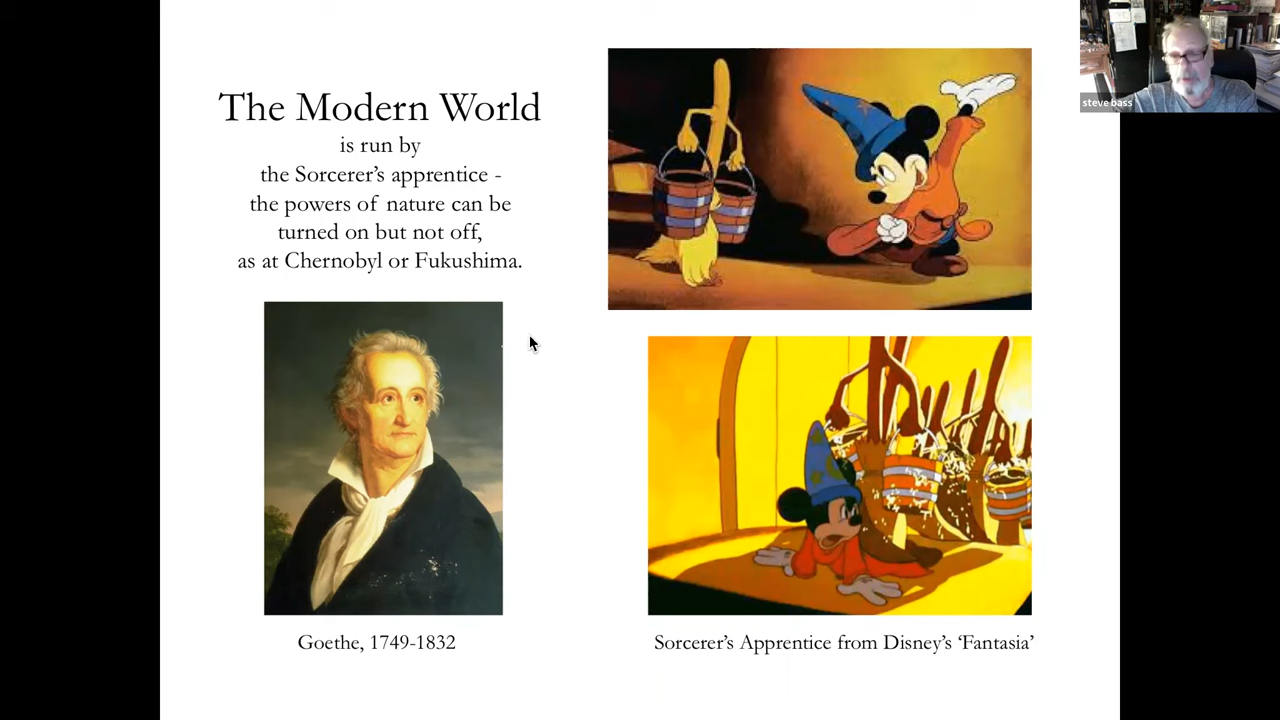 The Modern World
is run by
the Sorcerer’s apprentice -
the powers of nature can be
turned on but not off,
as at Chernobyl or Fukushima.
Goethe, 1749-1832
Sorcerer’s Apprentice from Disney’s ‘Fantasia’
steve bass